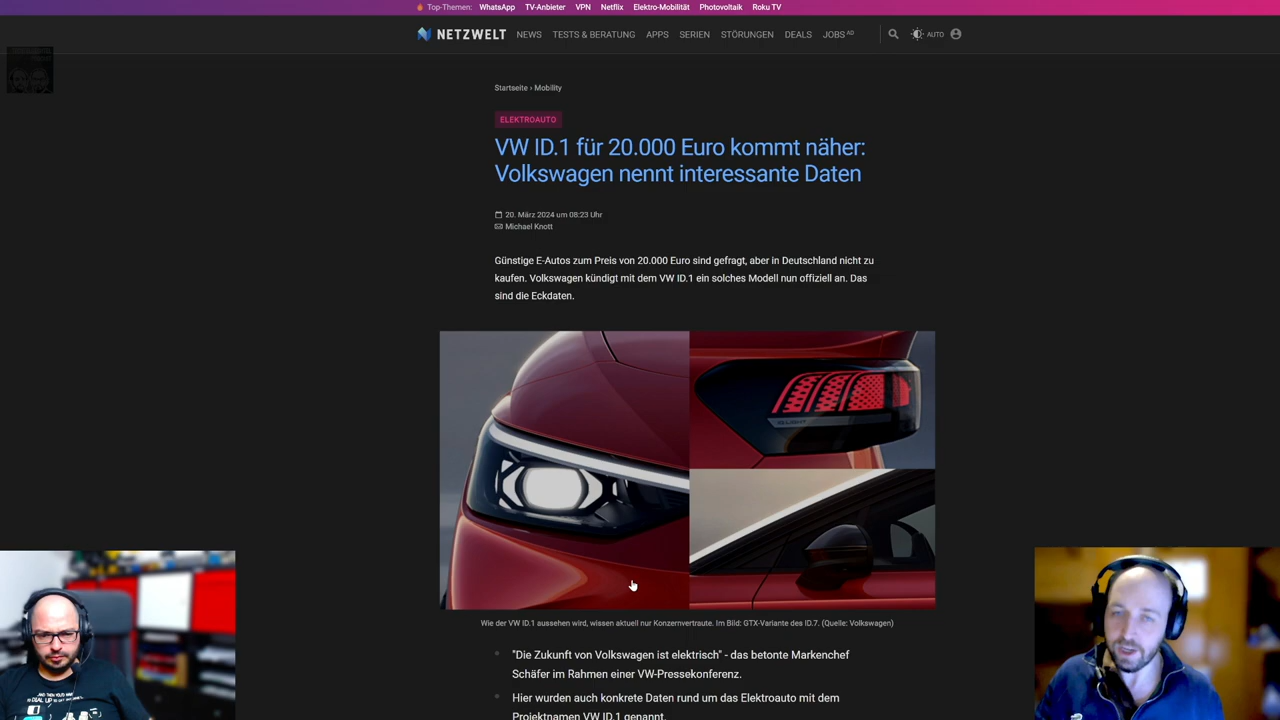 Top-Themen: WhatsApp TV-Anbieter VPN Netflix Elektro-Mobilität Photovoltaik Roku TV
NETZWELT NEWS TESTS & BERATUNG APPS SERIEN STÖRUNGEN DEALS JOBS AD AUTO
Startseite › Mobility
ELEKTROAUTO
VW ID.1 für 20.000 Euro kommt näher:
Volkswagen nennt interessante Daten
20. März 2024 um 08:23 Uhr
Michael Knott
Günstige E-Autos zum Preis von 20.000 Euro sind gefragt, aber in Deutschland nicht zu
kaufen. Volkswagen kündigt mit dem VW ID.1 ein solches Modell nun offiziell an. Das
sind die Eckdaten.
Wie der VW ID.1 aussehen wird, wissen aktuell nur Konzernvertraute. Im Bild: GTX-Variante des ID.7. (Quelle: Volkswagen)
"Die Zukunft von Volkswagen ist elektrisch" - das betonte Markenchef
Schäfer im Rahmen einer VW-Pressekonferenz.
Hier wurden auch konkrete Daten rund um das Elektroauto mit dem
Projektnamen VW ID.1 genannt.